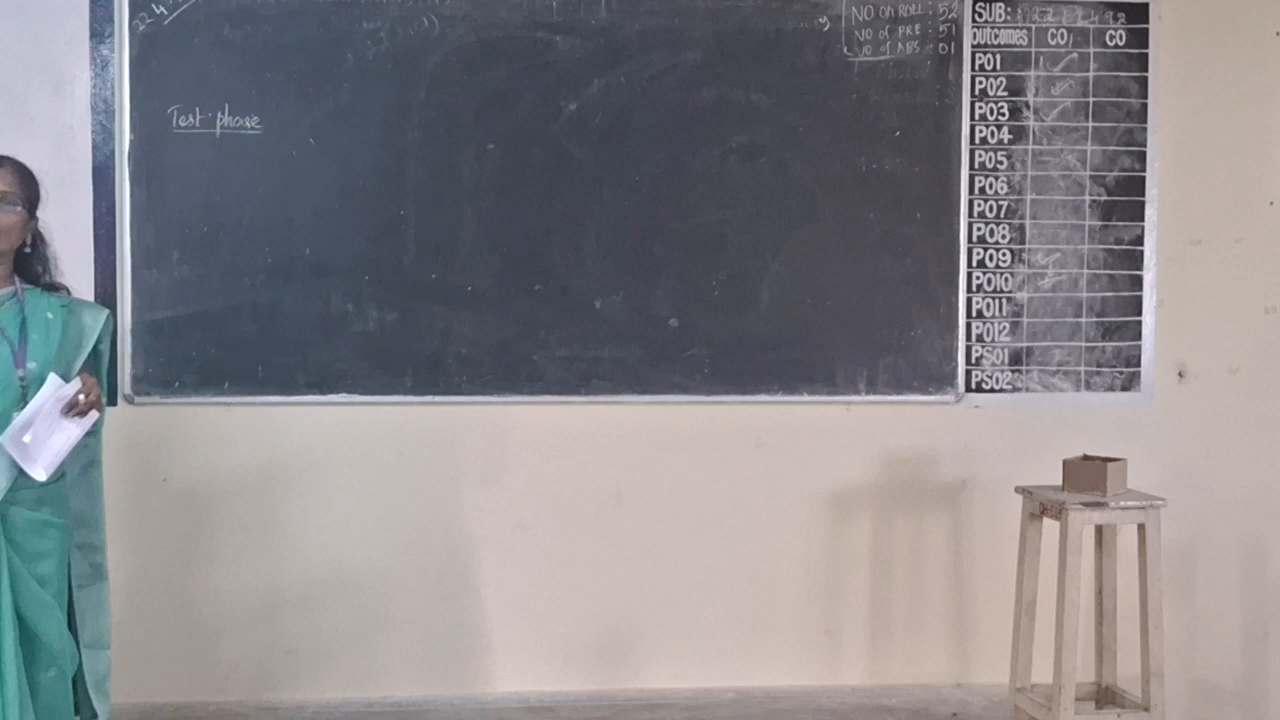 NO ON ROLL : 52
NO OF PRE : 51
NO OF ABS : 01
Test phase
SUB:
OUTCOMES CO1 CO
PO1 ✓
PO2 ✓
PO3 ✓
PO4
PO5
PO6
PO7
PO8
PO9 ✓
PO10 ✓
PO11
PO12
PSO1
PSO2